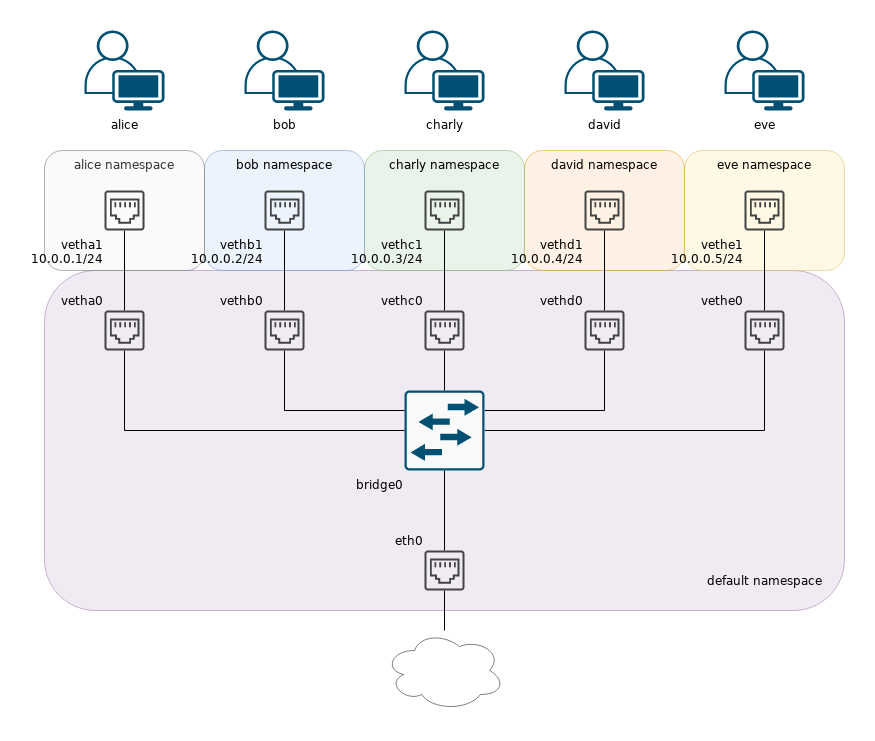 alice
bob
charly
david
eve
alice namespace
bob namespace
charly namespace
david namespace
eve namespace
vetha1
10.0.0.1/24
vethb1
10.0.0.2/24
vethc1
10.0.0.3/24
vethd1
10.0.0.4/24
vethe1
10.0.0.5/24
vetha0
vethb0
vethc0
vethd0
vethe0
bridge0
eth0
default namespace